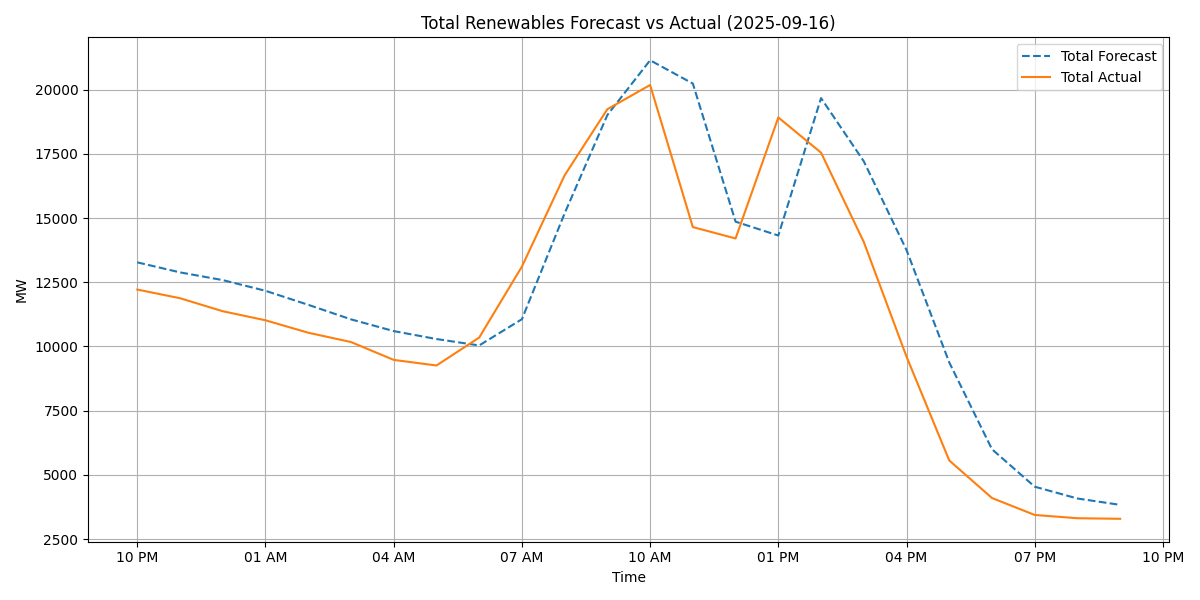 Total Renewables Forecast vs Actual (2025-09-16)
Total Forecast
Total Actual
MW
20000
17500
15000
12500
10000
7500
5000
2500
10 PM
01 AM
04 AM
07 AM
10 AM
01 PM
04 PM
07 PM
10 PM
Time